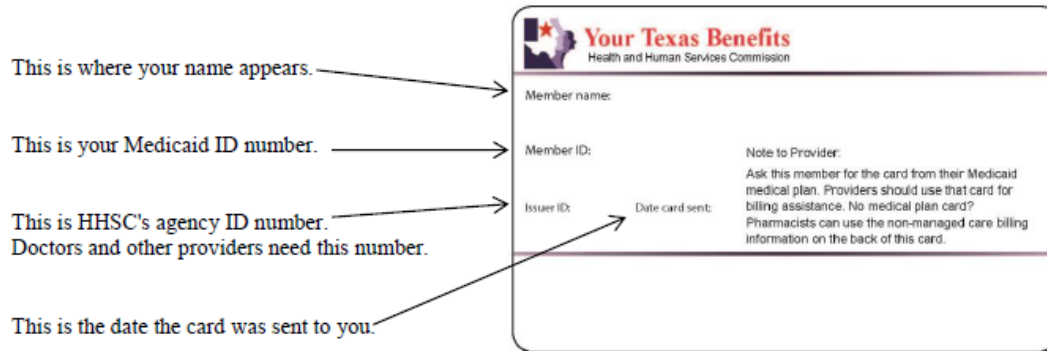 This is where your name appears.
This is your Medicaid ID number.
This is HHSC's agency ID number.
Doctors and other providers need this number.
This is the date the card was sent to you.
Your Texas Benefits
Health and Human Services Commission
Member name:
Member ID:
Issuer ID:
Date card sent:
Note to Provider:
Ask this member for the card from their Medicaid
medical plan. Providers should use that card for
billing assistance. No medical plan card?
Pharmacists can use the non-managed care billing
information on the back of this card.